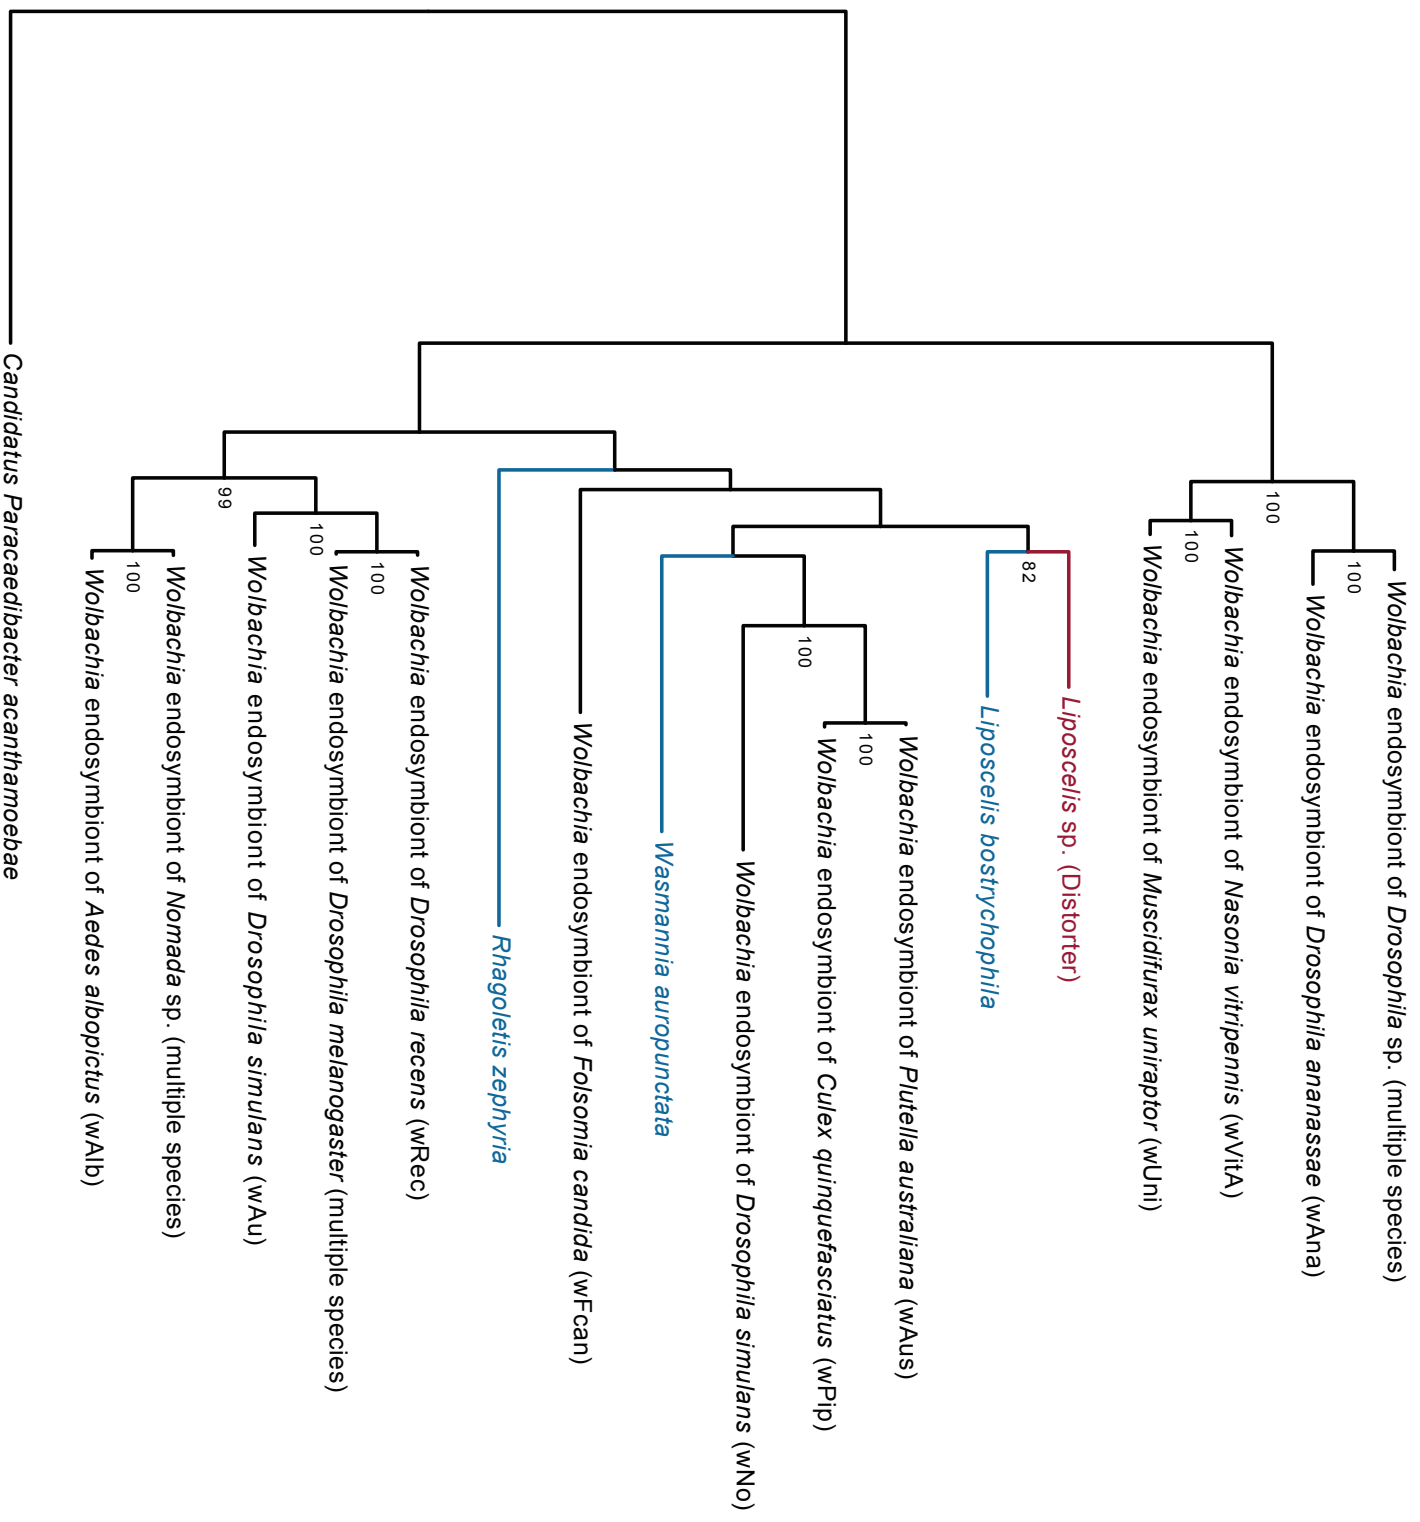 Wolbachia endosymbiont of Drosophila sp. (multiple species)
100
Wolbachia endosymbiont of Drosophila ananassae (wAna)
100
Wolbachia endosymbiont of Nasonia vitripennis (wVitA)
100
Wolbachia endosymbiont of Muscidifurax uniraptor (wUni)
Liposcelis sp. (Distorter)
82
Liposcelis bostrychophila
Wolbachia endosymbiont of Plutella australiana (wAus)
100
Wolbachia endosymbiont of Culex quinquefasciatus (wPip)
100
Wolbachia endosymbiont of Drosophila simulans (wNo)
Wasmannia auropunctata
Wolbachia endosymbiont of Folsomia candida (wFcan)
Rhagoletis zephyria
Wolbachia endosymbiont of Drosophila recens (wRec)
100
Wolbachia endosymbiont of Drosophila melanogaster (multiple species)
100
Wolbachia endosymbiont of Drosophila simulans (wAu)
99
Wolbachia endosymbiont of Nomada sp. (multiple species)
100
Wolbachia endosymbiont of Aedes albopictus (wAlb)
Candidatus Paracaedibacter acanthamoebae